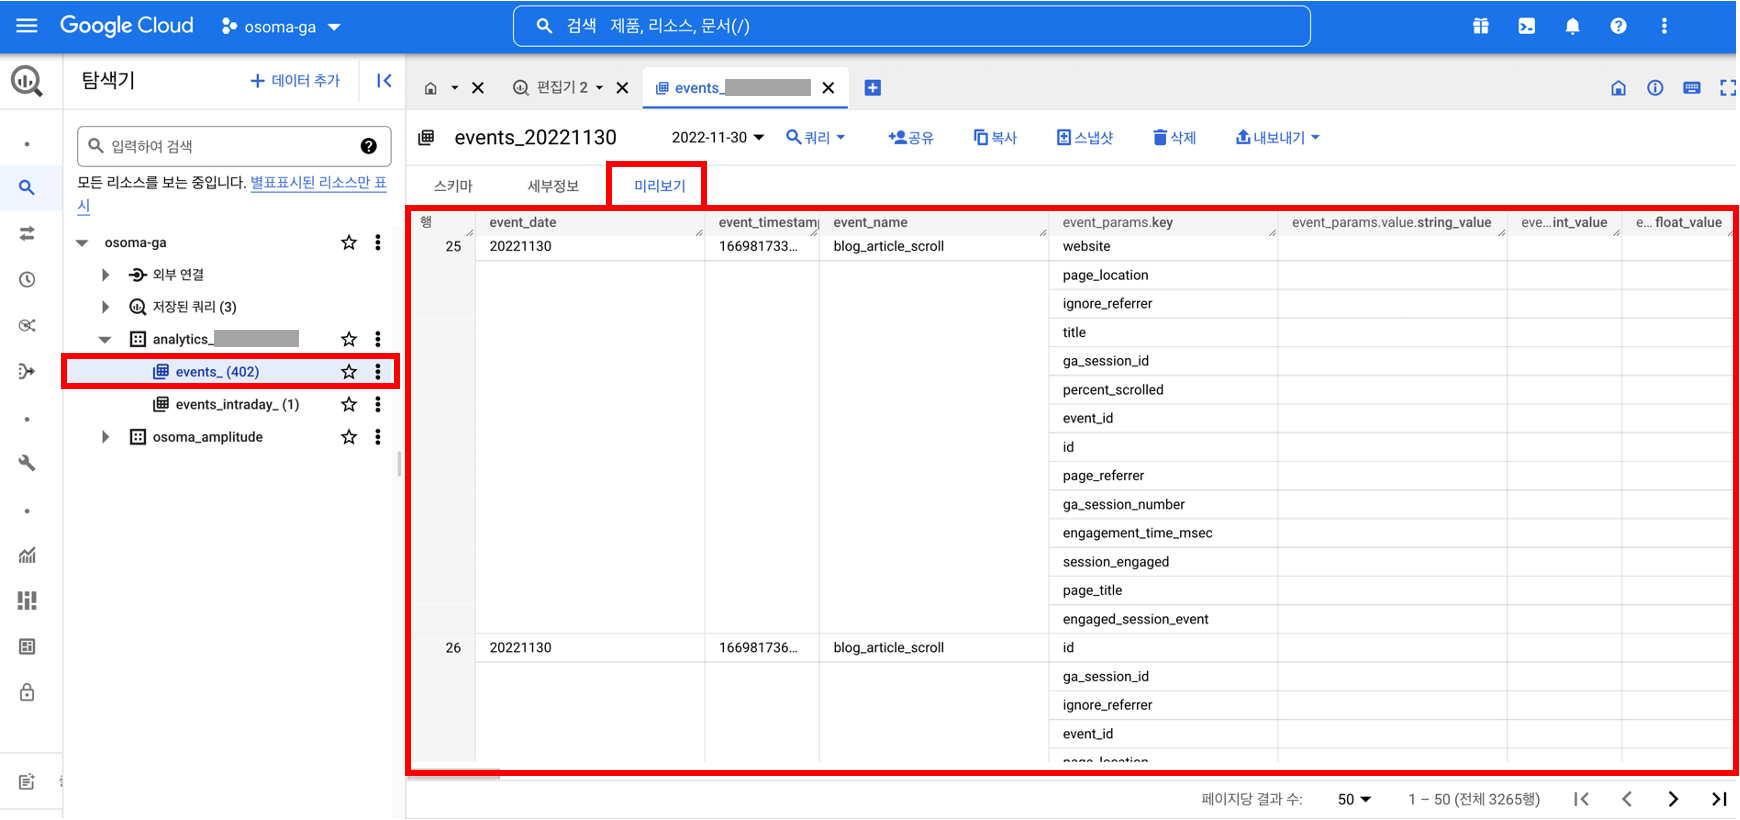 Google Cloud
osoma-ga
검색 제품, 리소스, 문서(/)
탐색기
데이터 추가
편집기 2
events_
입력하여 검색
모든 리소스를 보는 중입니다. 별표표시된 리소스만 표
시
osoma-ga
외부 연결
저장된 쿼리 (3)
analytics_
events_ (402)
events_intraday_ (1)
osoma_amplitude
events_20221130
2022-11-30
쿼리
공유
복사
스냅샷
삭제
내보내기
스키마 세부정보 미리보기
행 event_date event_timestamp event_name event_params.key event_params.value.string_value eve...int_value e... float_value
25 20221130 166981733... blog_article_scroll website
page_location
ignore_referrer
title
ga_session_id
percent_scrolled
event_id
id
page_referrer
ga_session_number
engagement_time_msec
session_engaged
page_title
engaged_session_event
26 20221130 166981736... blog_article_scroll id
ga_session_id
ignore_referrer
event_id
page_location
페이지당 결과 수: 50 1 – 50 (전체 3265행)